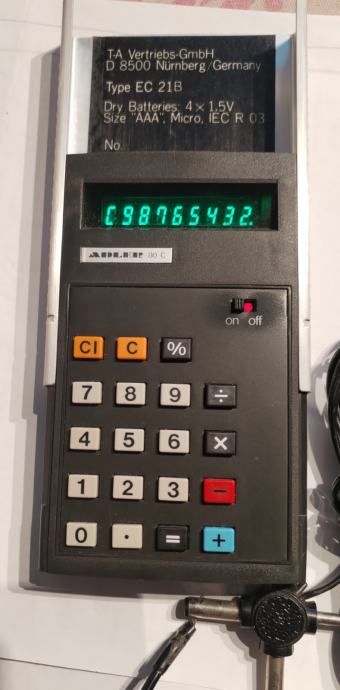 T-A Vertriebs-GmbH
D 8500 Nürnberg/Germany
Type EC 21B
Dry Batteries: 4 × 1,5V
Size "AAA", Micro, IEC R 03
No.
C98765432.
ADLER 80 C
on off
CI C %
7 8 9 ÷
4 5 6 ×
1 2 3 −
0 · = +